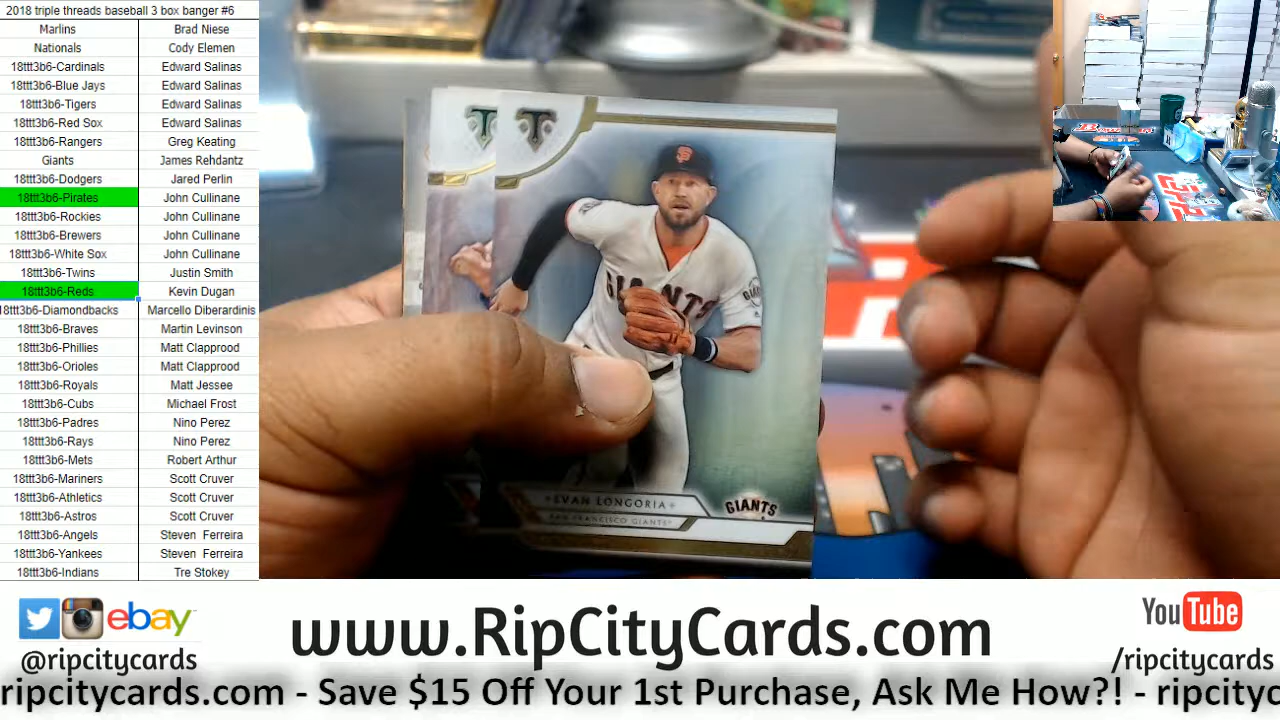 2018 triple threads baseball 3 box banger #6
Marlins Brad Niese
Nationals Cody Elemen
18ttt3b6-Cardinals Edward Salinas
18ttt3b6-Blue Jays Edward Salinas
18ttt3b6-Tigers Edward Salinas
18ttt3b6-Red Sox Edward Salinas
18ttt3b6-Rangers Greg Keating
Giants James Rehdantz
18ttt3b6-Dodgers Jared Perlin
18ttt3b6-Pirates John Cullinane
18ttt3b6-Rockies John Cullinane
18ttt3b6-Brewers John Cullinane
18ttt3b6-White Sox John Cullinane
18ttt3b6-Twins Justin Smith
18ttt3b6-Reds Kevin Dugan
18ttt3b6-Diamondbacks Marcello Diberardinis
18ttt3b6-Braves Martin Levinson
18ttt3b6-Phillies Matt Clapprood
18ttt3b6-Orioles Matt Clapprood
18ttt3b6-Royals Matt Jessee
18ttt3b6-Cubs Michael Frost
18ttt3b6-Padres Nino Perez
18ttt3b6-Rays Nino Perez
18ttt3b6-Mets Robert Arthur
18ttt3b6-Mariners Scott Cruver
18ttt3b6-Athletics Scott Cruver
18ttt3b6-Astros Scott Cruver
18ttt3b6-Angels Steven Ferreira
18ttt3b6-Yankees Steven Ferreira
18ttt3b6-Indians Tre Stokey
T T
GIANTS
EVAN LONGORIA
SAN FRANCISCO GIANTS
GIANTS
ebay
@ripcitycards
www.RipCityCards.com
YouTube
/ripcitycards
ripcitycards.com - Save $15 Off Your 1st Purchase, Ask Me How?! - ripcityc